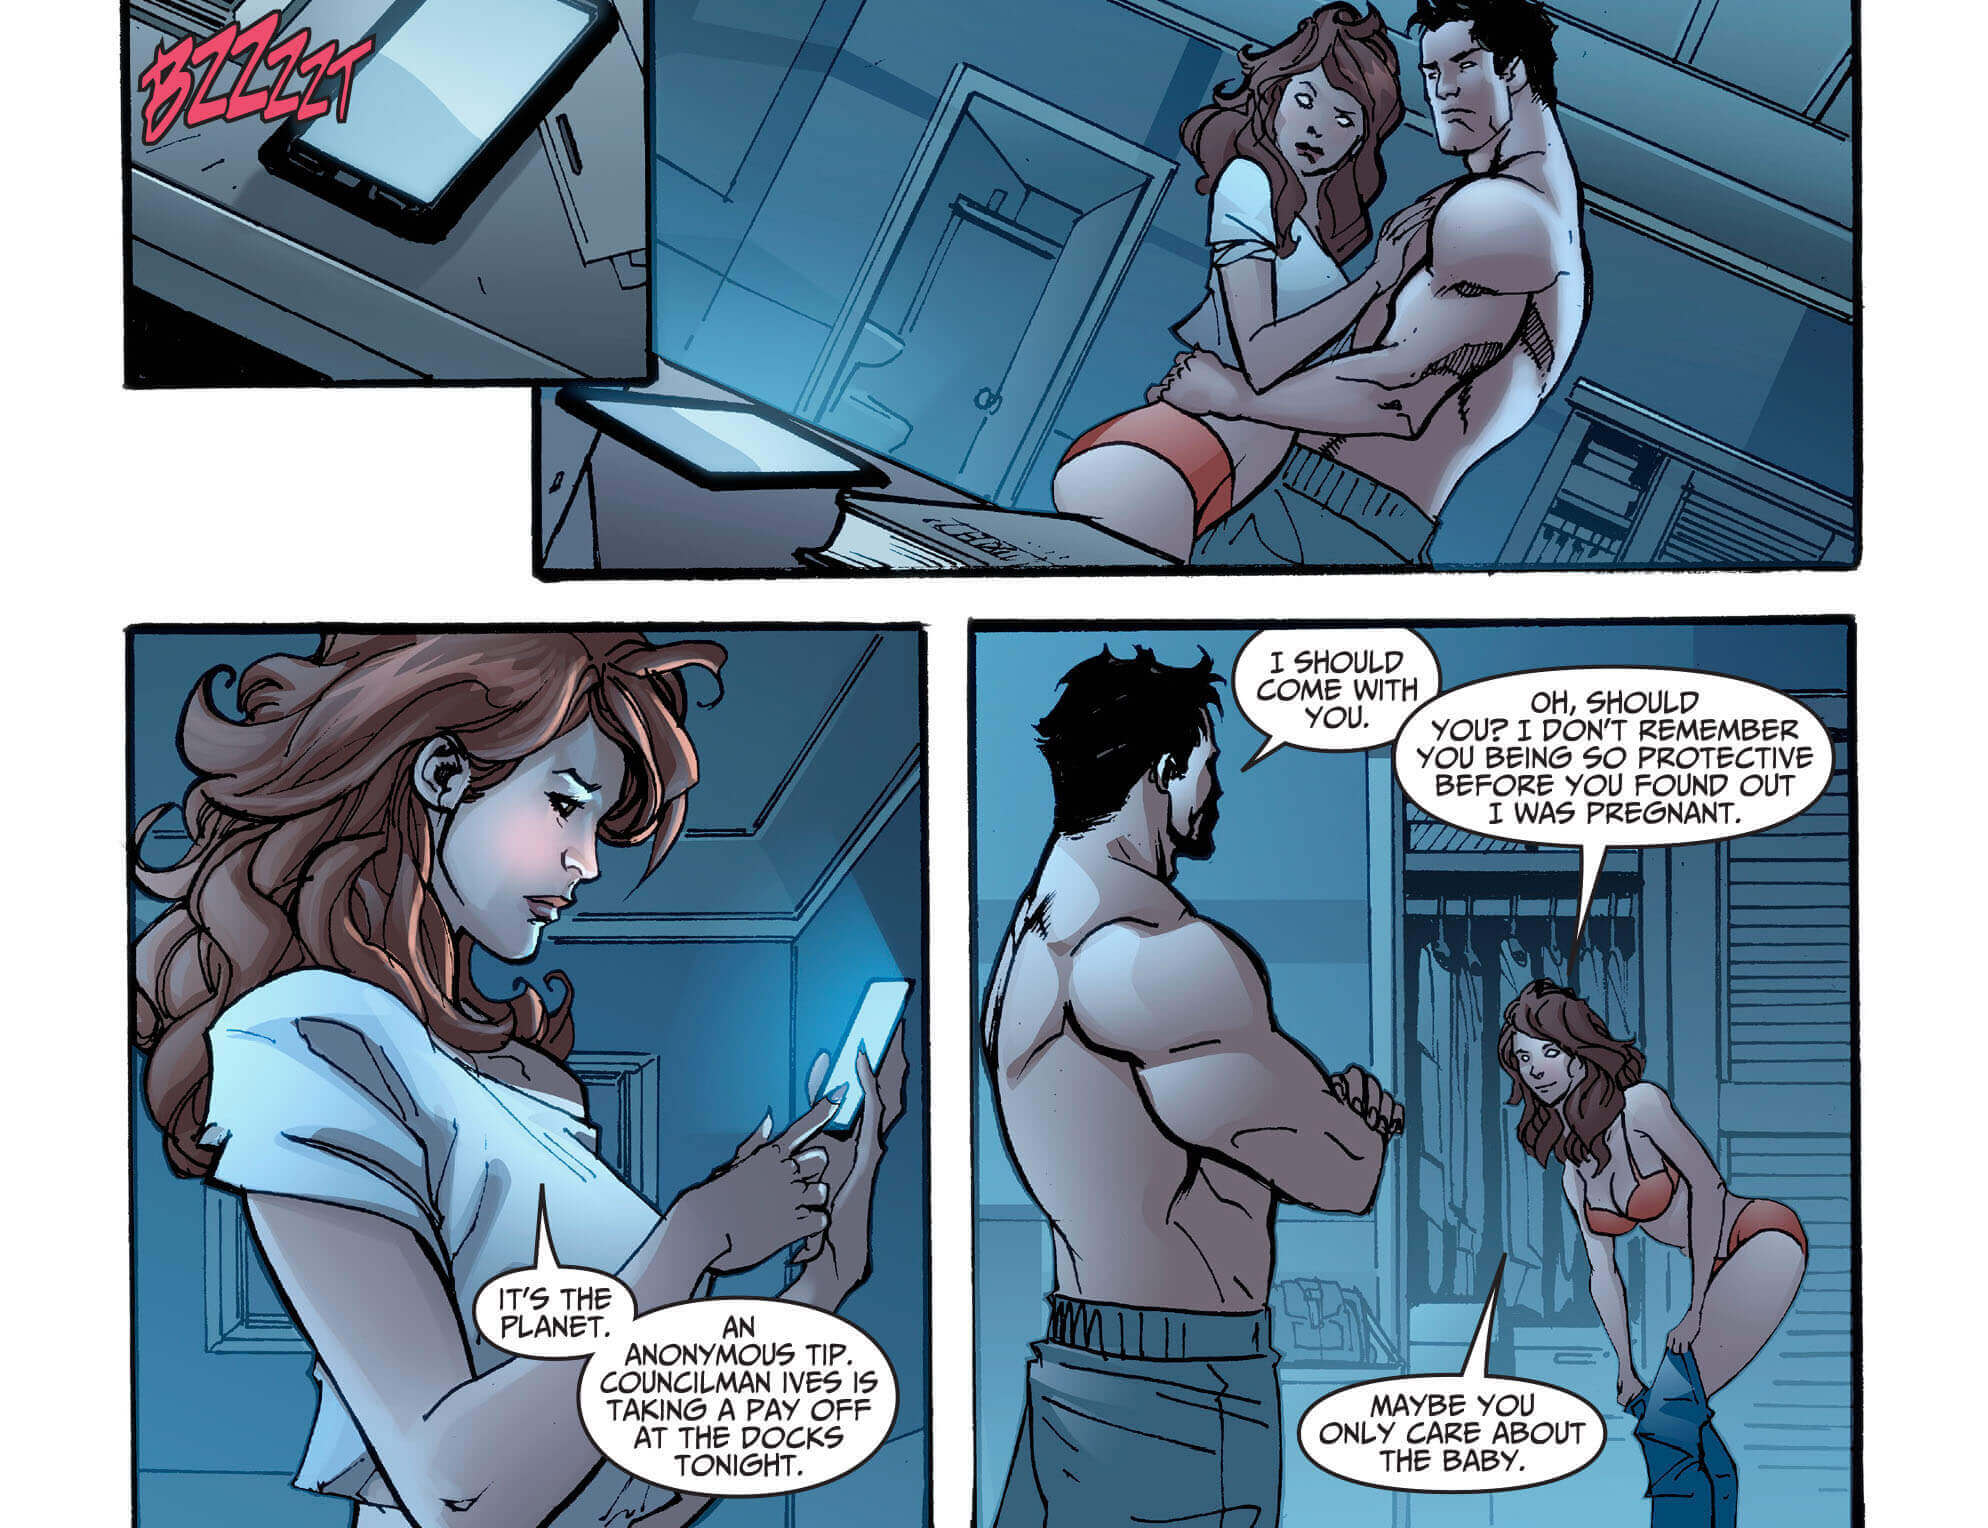 BZZZZT
I SHOULD
COME WITH
YOU.
OH, SHOULD
YOU? I DON'T REMEMBER
YOU BEING SO PROTECTIVE
BEFORE YOU FOUND OUT
I WAS PREGNANT.
IT'S THE
PLANET.
AN
ANONYMOUS TIP.
COUNCILMAN IVES IS
TAKING A PAY OFF
AT THE DOCKS
TONIGHT.
MAYBE YOU
ONLY CARE ABOUT
THE BABY.